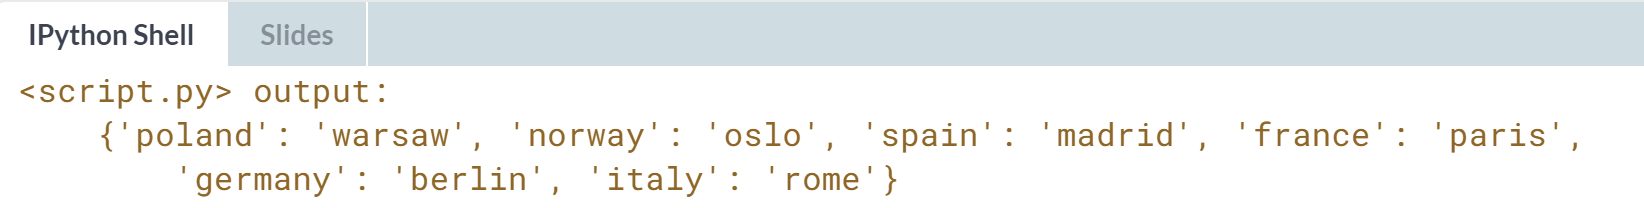 IPython Shell Slides
<script.py> output:
{'poland': 'warsaw', 'norway': 'oslo', 'spain': 'madrid', 'france': 'paris',
'germany': 'berlin', 'italy': 'rome'}